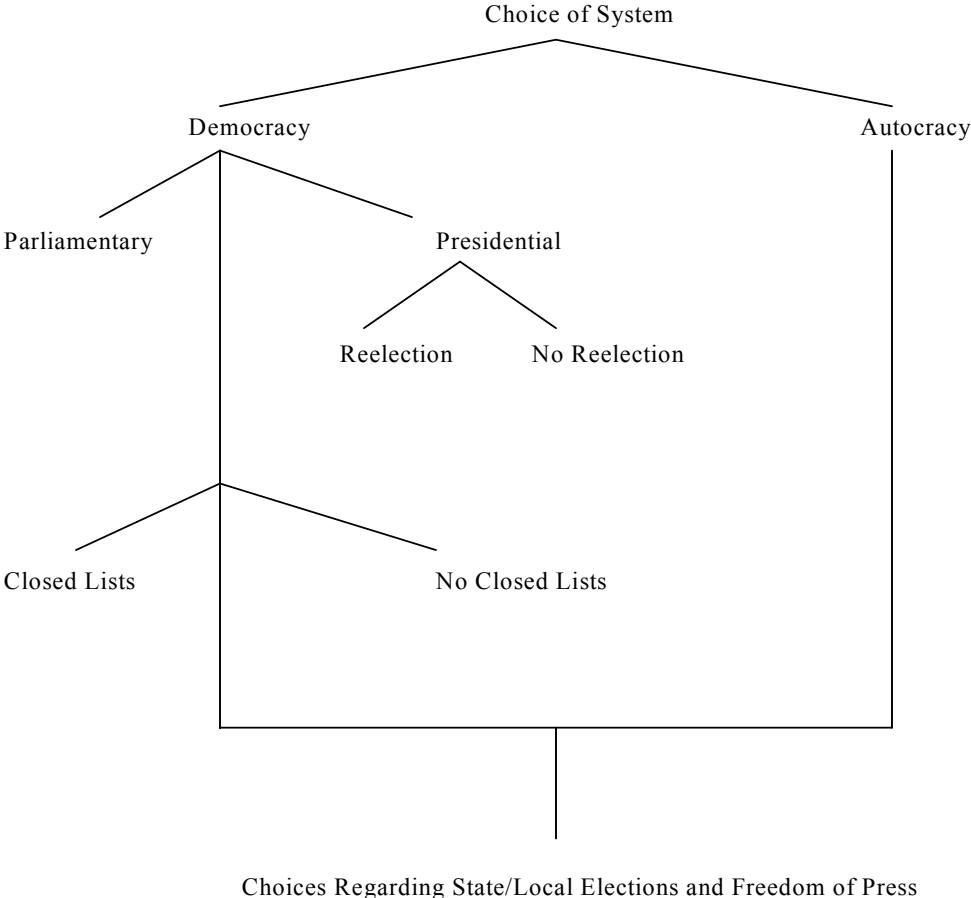 Choice of System
Democracy
Autocracy
Parliamentary
Presidential
Reelection
No Reelection
Closed Lists
No Closed Lists
Choices Regarding State/Local Elections and Freedom of Press